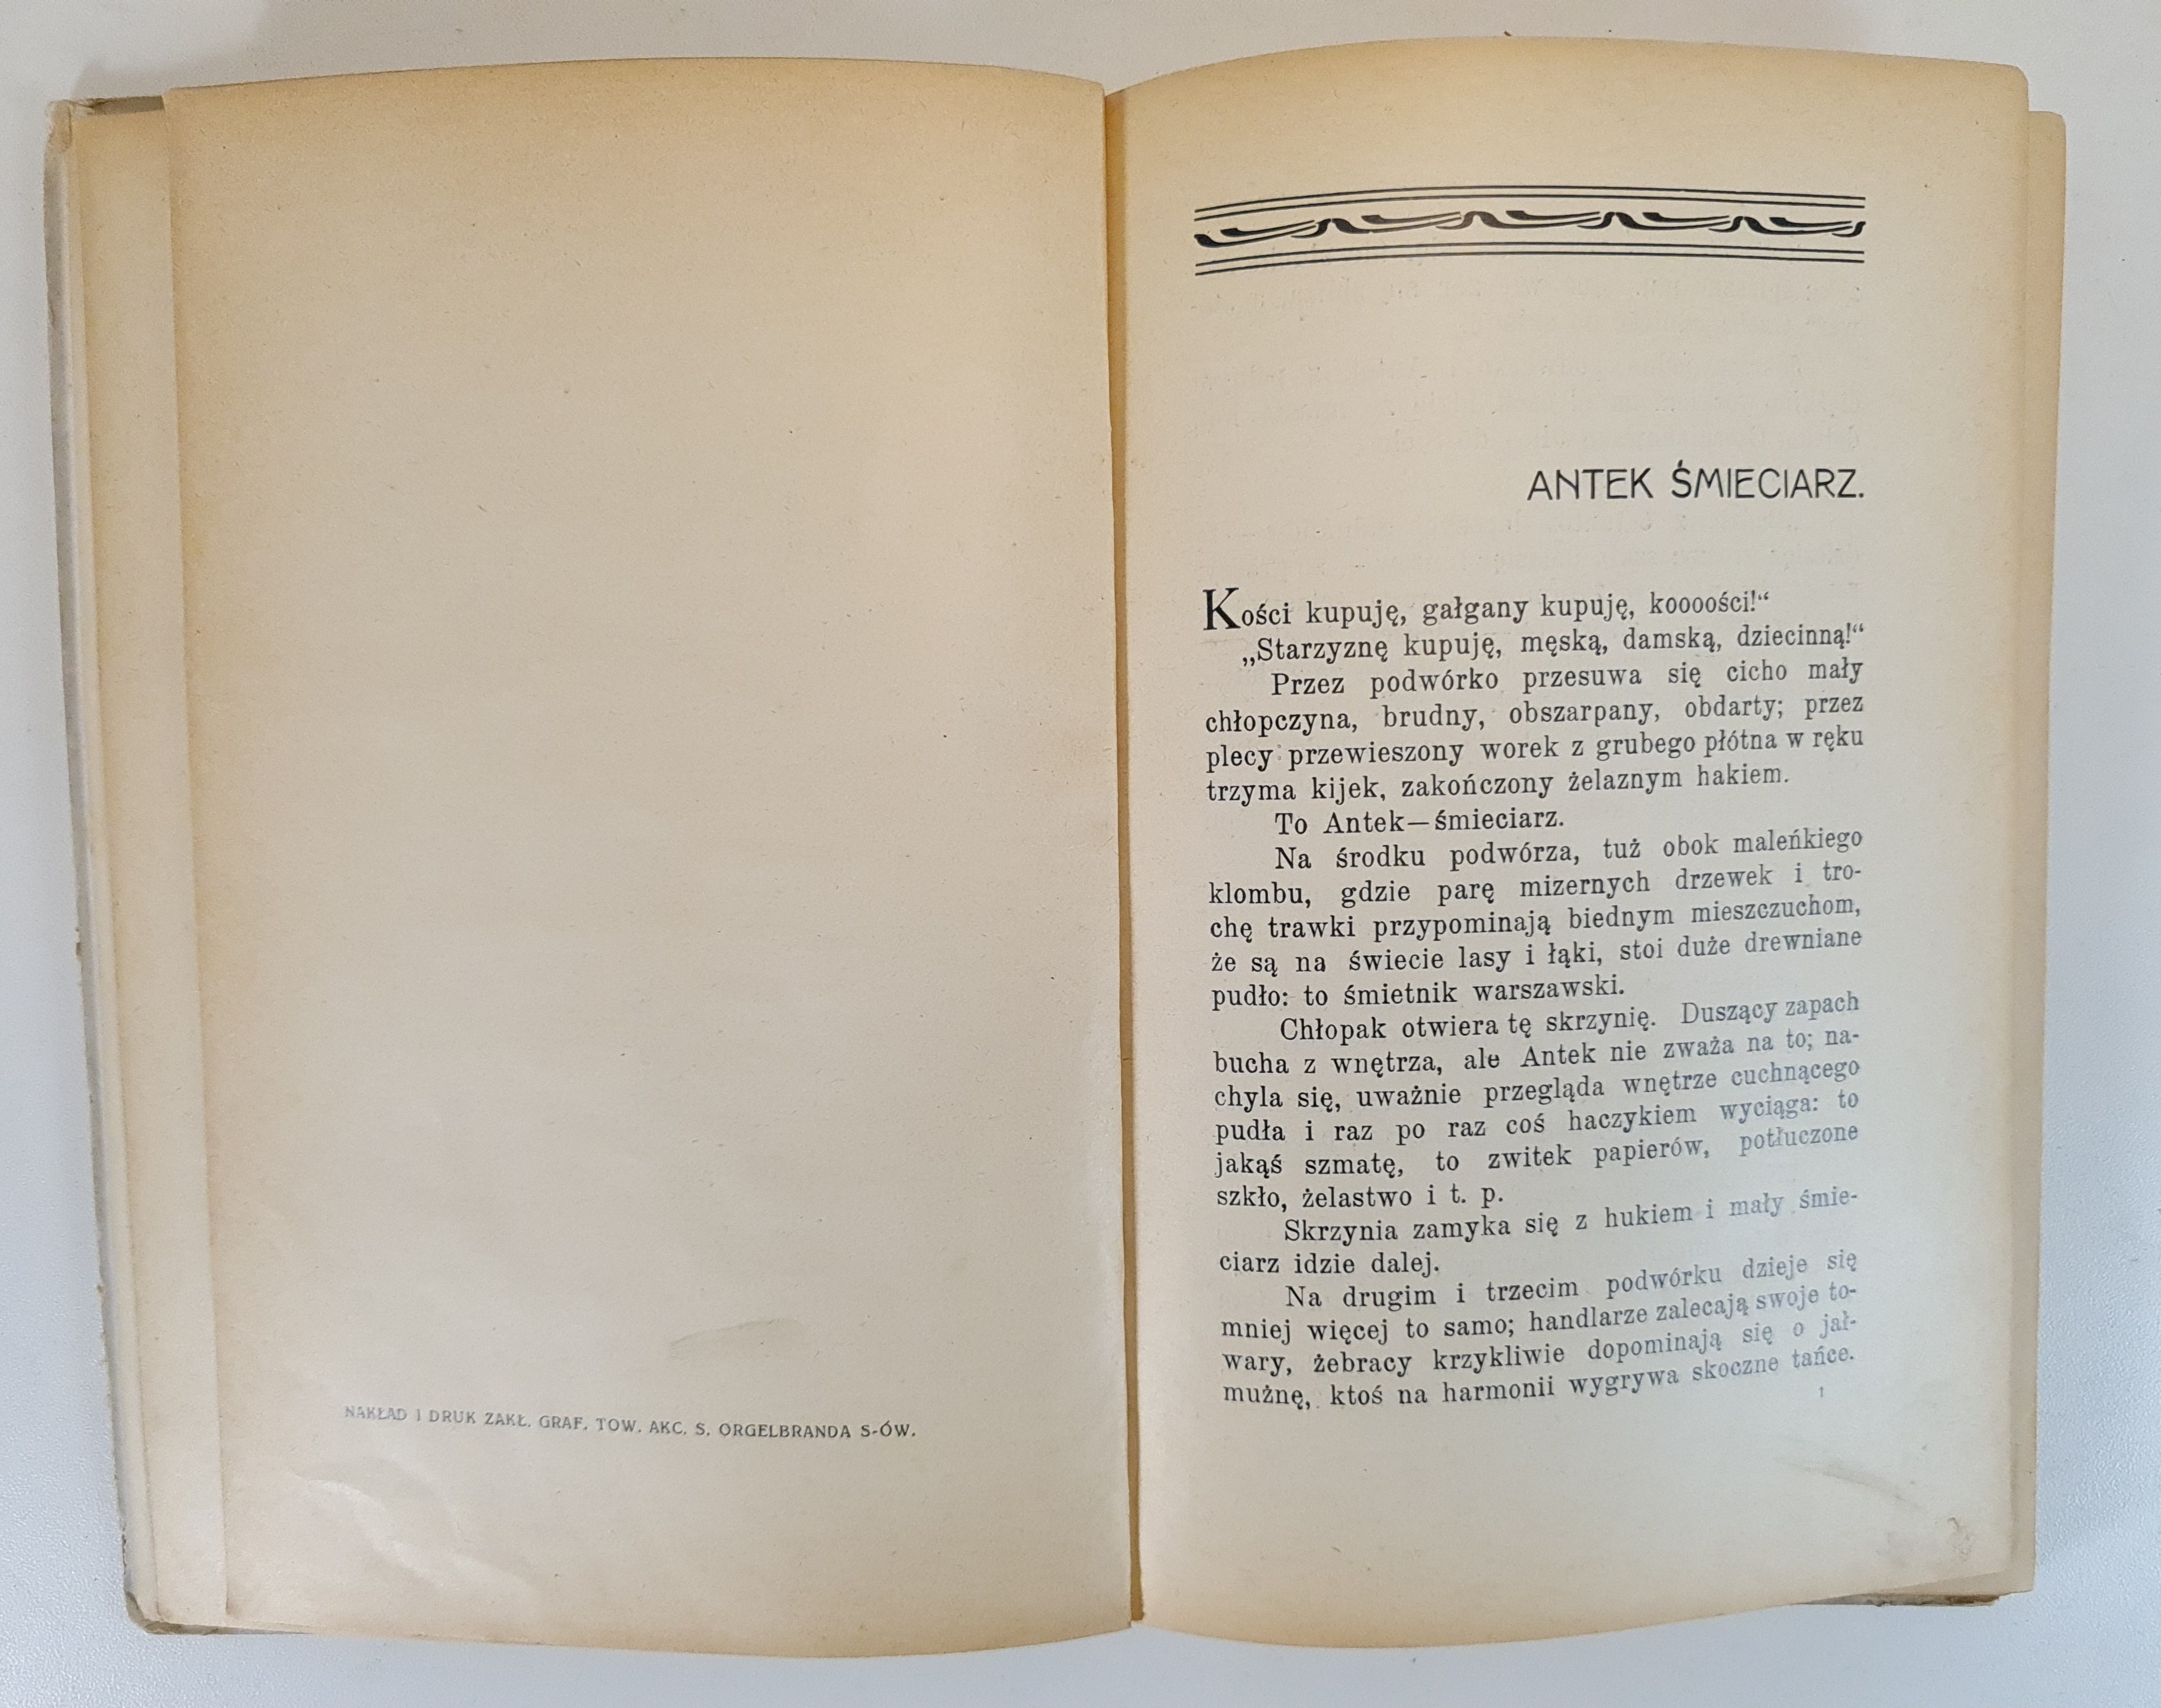 NAKŁAD I DRUK ZAKŁ. GRAF. TOW. AKC. S. ORGELBRANDA S-ÓW.
ANTEK ŚMIECIARZ.
Kości kupuję, gałgany kupuję, koooości!“
„Starzyznę kupuję, męską, damską, dziecinną!“
Przez podwórko przesuwa się cicho mały
chłopczyna, brudny, obszarpany, obdarty; przez
plecy przewieszony worek z grubego płótna w ręku
trzyma kijek, zakończony żelaznym hakiem.
To Antek—śmieciarz.
Na środku podwórza, tuż obok maleńkiego
klombu, gdzie parę mizernych drzewek i tro-
chę trawki przypominają biednym mieszczuchom,
że są na świecie lasy i łąki, stoi duże drewniane
pudło: to śmietnik warszawski.
Chłopak otwiera tę skrzynię. Duszący zapach
bucha z wnętrza, ale Antek nie zważa na to; na-
chyla się, uważnie przegląda wnętrze cuchnącego
pudła i raz po raz coś haczykiem wyciąga: to
jakąś szmatę, to zwitek papierów, potłuczone
szkło, żelastwo i t. p.
Skrzynia zamyka się z hukiem i mały śmie-
ciarz idzie dalej.
Na drugim i trzecim podwórku dzieje się
mniej więcej to samo; handlarze zalecają swoje to-
wary, żebracy krzykliwie dopominają się o jał-
mużnę, ktoś na harmonii wygrywa skoczne tańce.
1